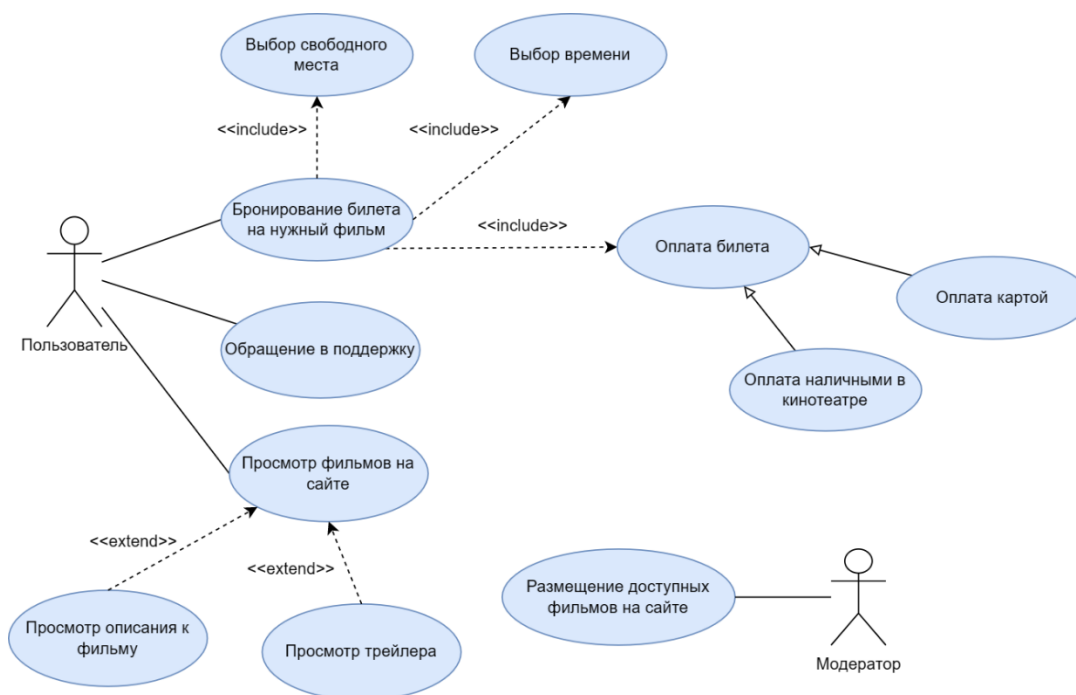 Выбор свободного
места
Выбор времени
<<include>>
<<include>>
Бронирование билета
на нужный фильм
<<include>>
Оплата билета
Оплата картой
Пользователь
Обращение в поддержку
Оплата наличными в
кинотеатре
Просмотр фильмов на
сайте
<<extend>>
<<extend>>
Размещение доступных
фильмов на сайте
Просмотр описания к
фильму
Просмотр трейлера
Модератор